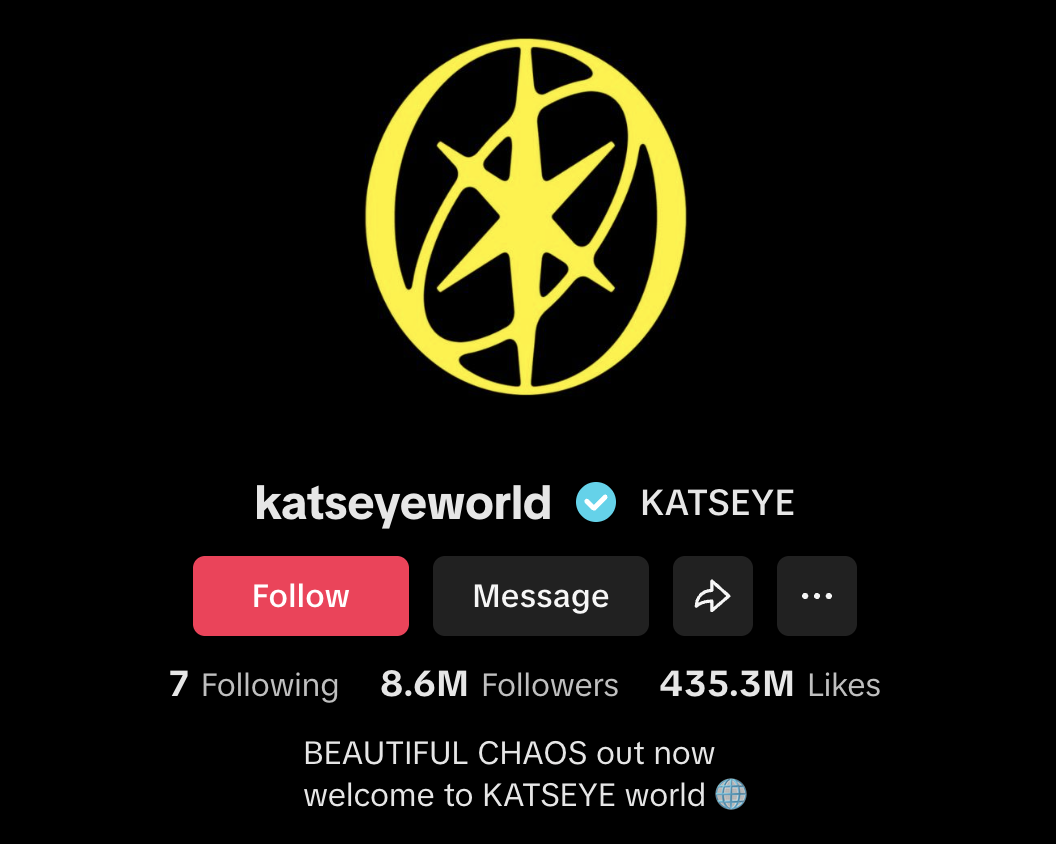 katseyeworld KATSEYE
Follow Message
7 Following 8.6M Followers 435.3M Likes
BEAUTIFUL CHAOS out now
welcome to KATSEYE world 🌐